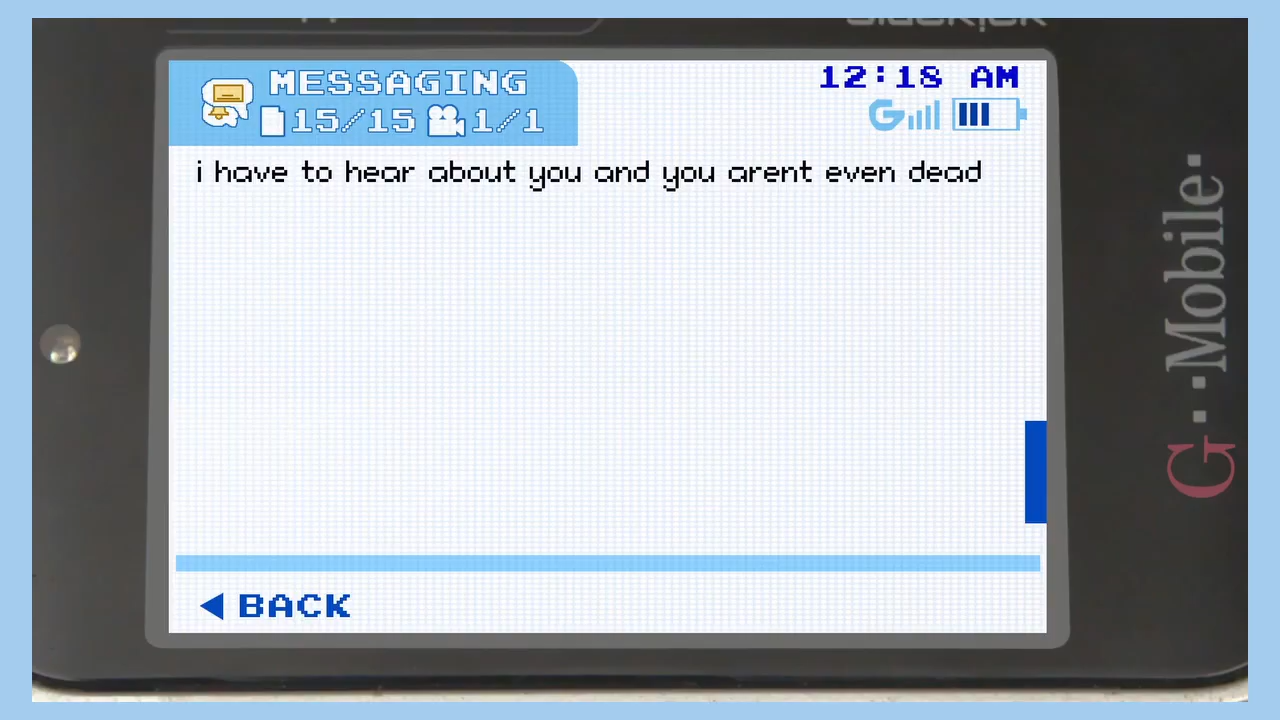 sidekick
MESSAGING
12:18 AM
15/15 1/1
G
i have to hear about you and you arent even dead
G··Mobile·
BACK